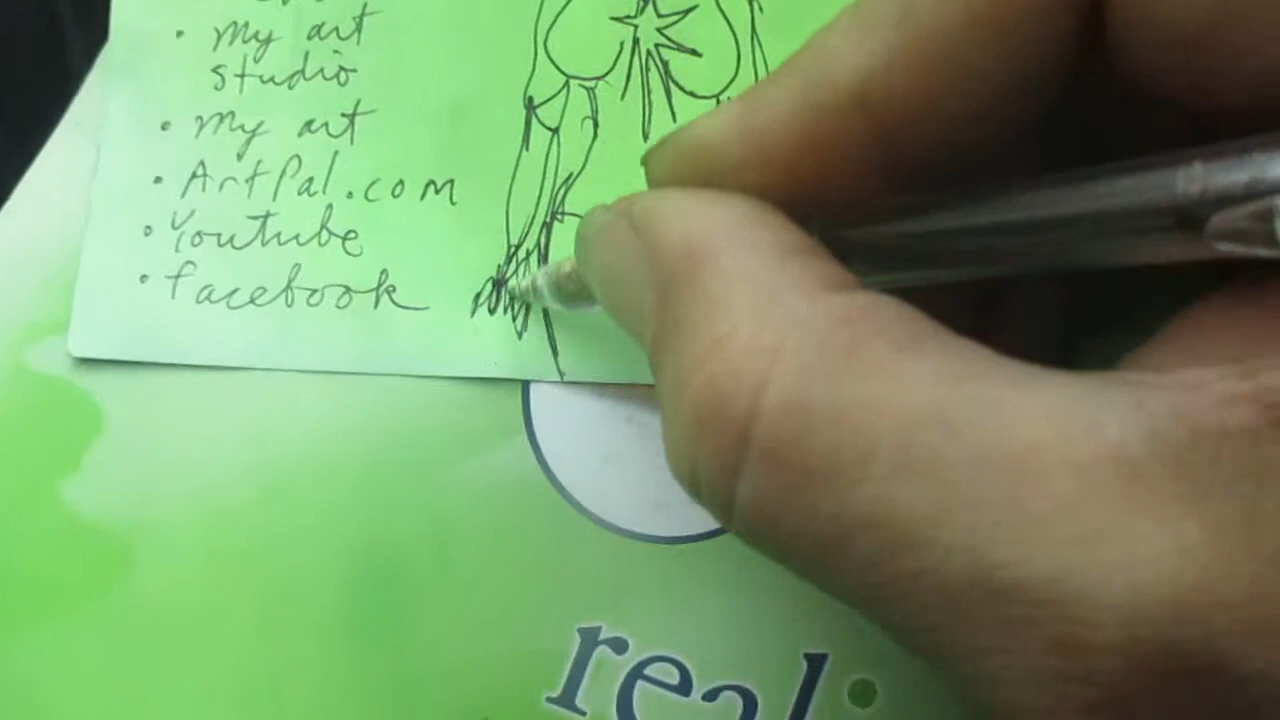 • my art
studio
• my art
• ArtPal.com
• Youtube
• facebook
real